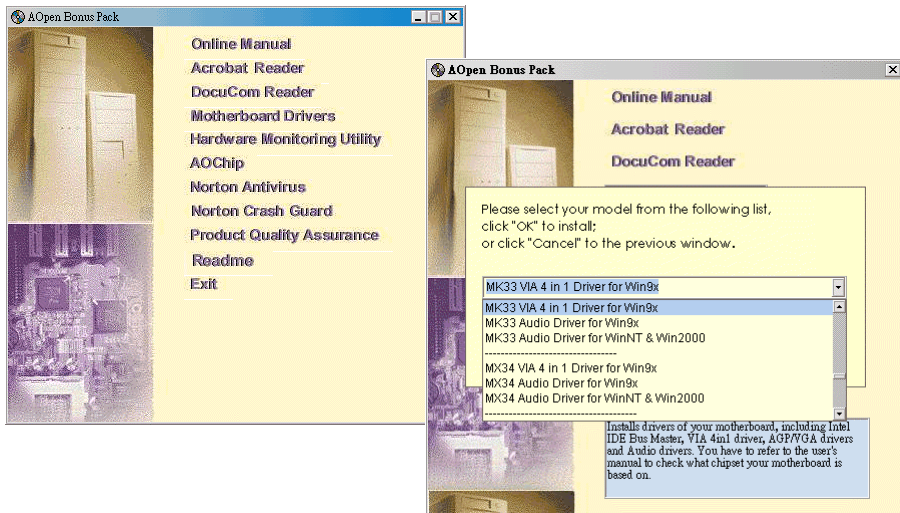 AOpen Bonus Pack
Online Manual
Acrobat Reader
DocuCom Reader
Motherboard Drivers
Hardware Monitoring Utility
AOChip
Norton Antivirus
Norton Crash Guard
Product Quality Assurance
Readme
Exit
AOpen Bonus Pack
Online Manual
Acrobat Reader
DocuCom Reader
Please select your model from the following list,
click "OK" to install;
or click "Cancel" to the previous window.
MK33 VIA 4 in 1 Driver for Win9x
MK33 VIA 4 in 1 Driver for Win9x
MK33 Audio Driver for Win9x
MK33 Audio Driver for WinNT & Win2000
---------------------------------
MX34 VIA 4 in 1 Driver for Win9x
MX34 Audio Driver for Win9x
MX34 Audio Driver for WinNT & Win2000
--------------------------------------
Installs drivers of your motherboard, including Intel
IDE Bus Master, VIA 4in1 driver, AGP/VGA drivers
and Audio drivers. You have to refer to the user's
manual to check what chipset your motherboard is
based on.